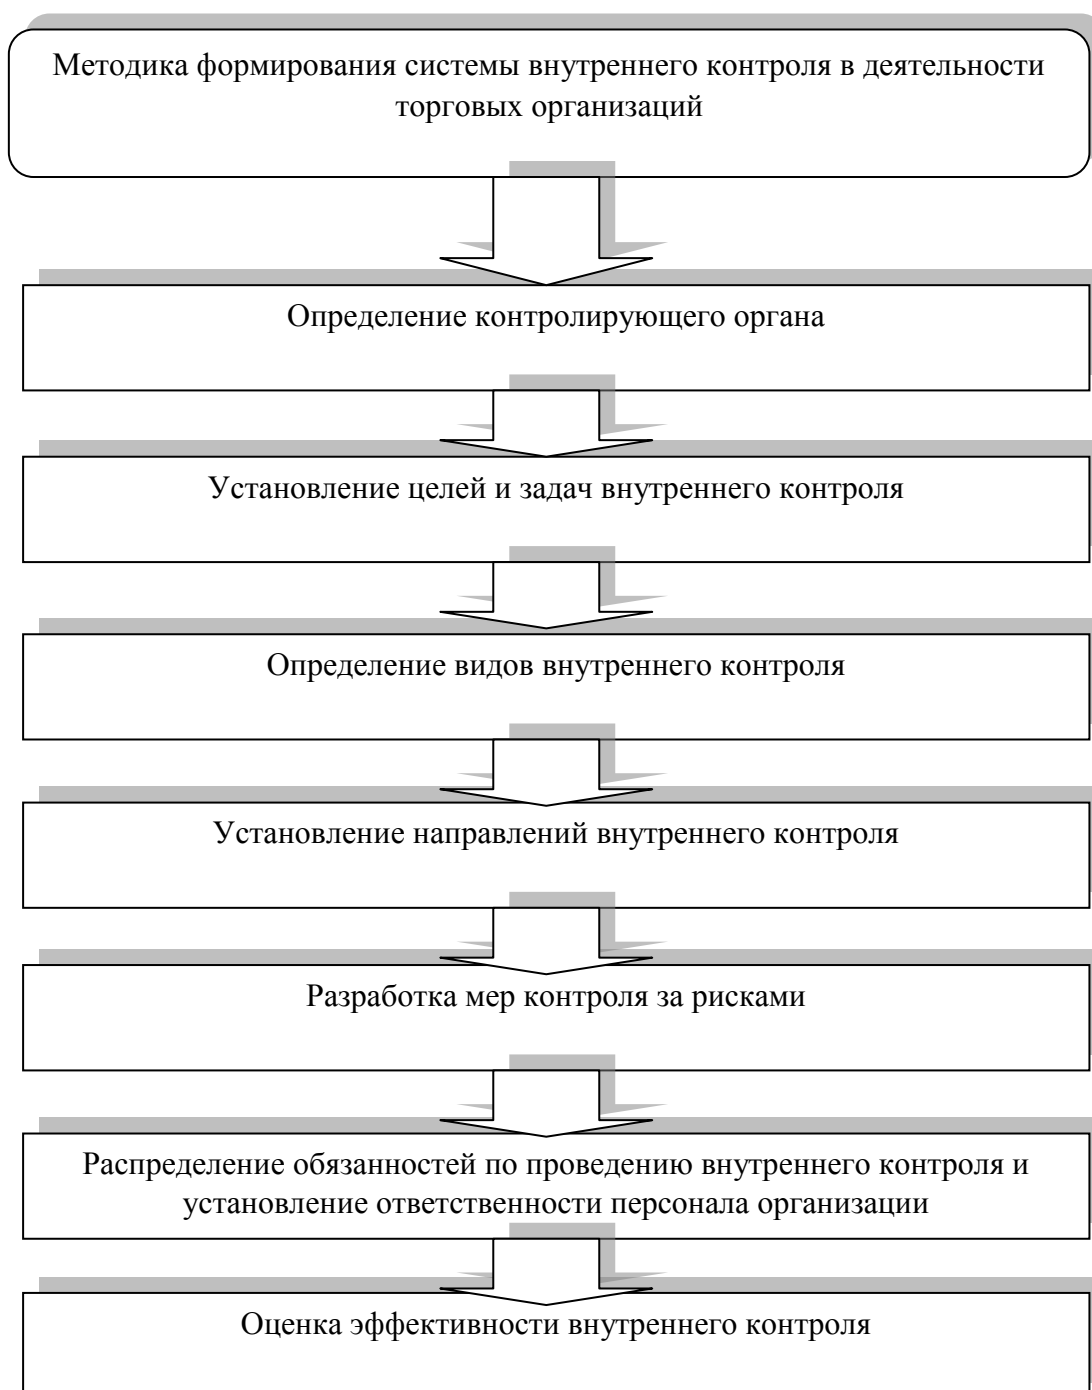 Методика формирования системы внутреннего контроля в деятельности
торговых организаций
Определение контролирующего органа
Установление целей и задач внутреннего контроля
Определение видов внутреннего контроля
Установление направлений внутреннего контроля
Разработка мер контроля за рисками
Распределение обязанностей по проведению внутреннего контроля и
установление ответственности персонала организации
Оценка эффективности внутреннего контроля